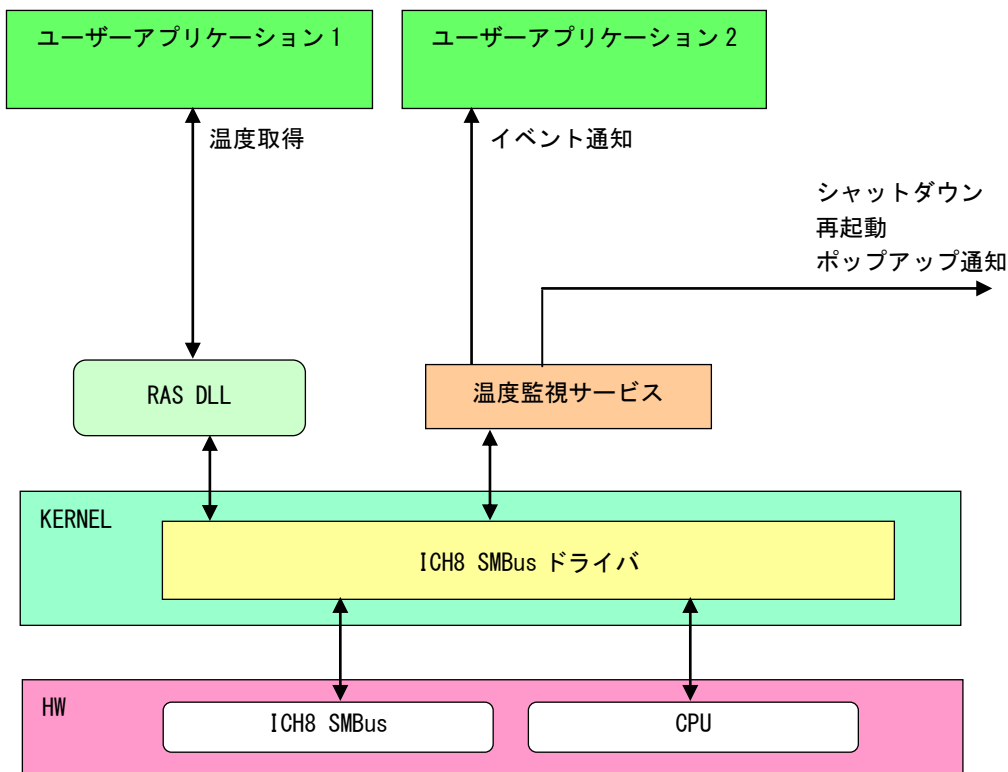 ユーザーアプリケーション 1
ユーザーアプリケーション 2
温度取得
イベント通知
シャットダウン
再起動
ポップアップ通知
RAS DLL
温度監視サービス
KERNEL
ICH8 SMBus ドライバ
HW
ICH8 SMBus
CPU